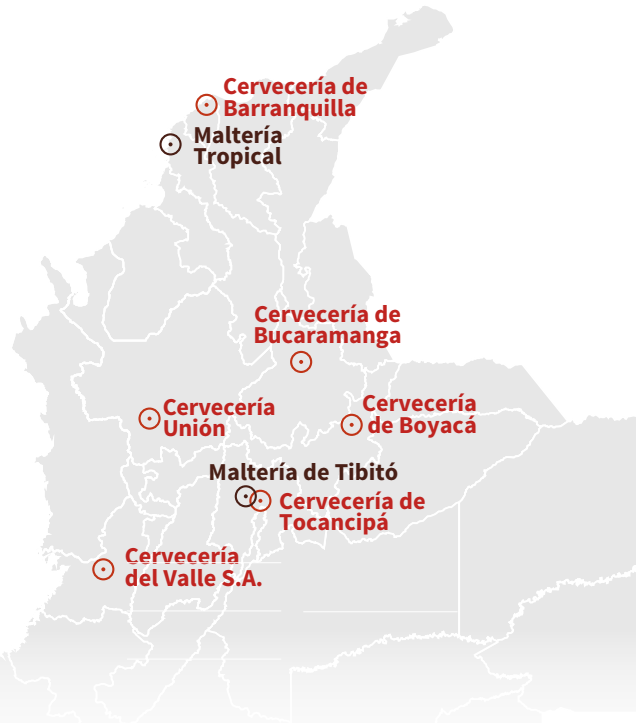 Cervecería de
Barranquilla
Maltería
Tropical
Cervecería de
Bucaramanga
Cervecería
Unión
Cervecería
de Boyacá
Maltería de Tibitó
Cervecería de
Tocancipá
Cervecería
del Valle S.A.